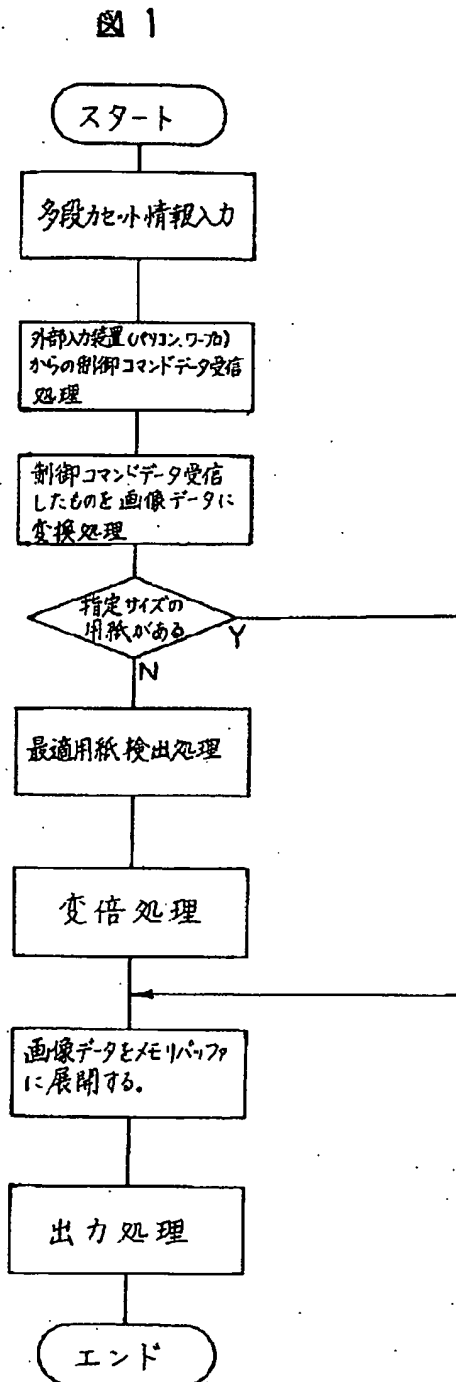 図 1
スタート
多段カセット情報入力
外部入力装置(パソコン、ワープロ)
からの制御コマンドデータ受信
処理
制御コマンドデータ受信
したものを画像データに
変換処理
指定サイズの
用紙がある
Y
N
最適用紙検出処理
変倍処理
画像データをメモリバッファ
に展開する。
出力処理
エンド